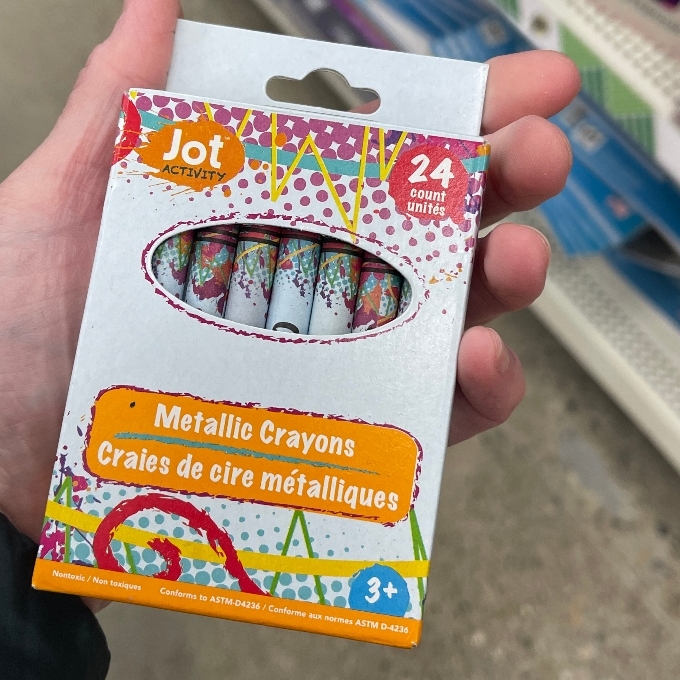 Jot
ACTIVITY
24
count
unités
Metallic Crayons
Craies de cire métalliques
3+
Nontoxic / Non toxiques
Conforms to ASTM-D4236 / Conforme aux normes ASTM D-4236